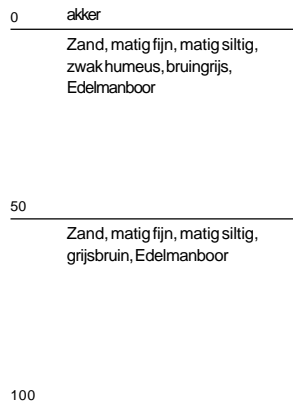 0 akker
Zand, matig fijn, matig siltig,
zwak humeus, bruingrijs,
Edelmanboor
50
Zand, matig fijn, matig siltig,
grijsbruin, Edelmanboor
100